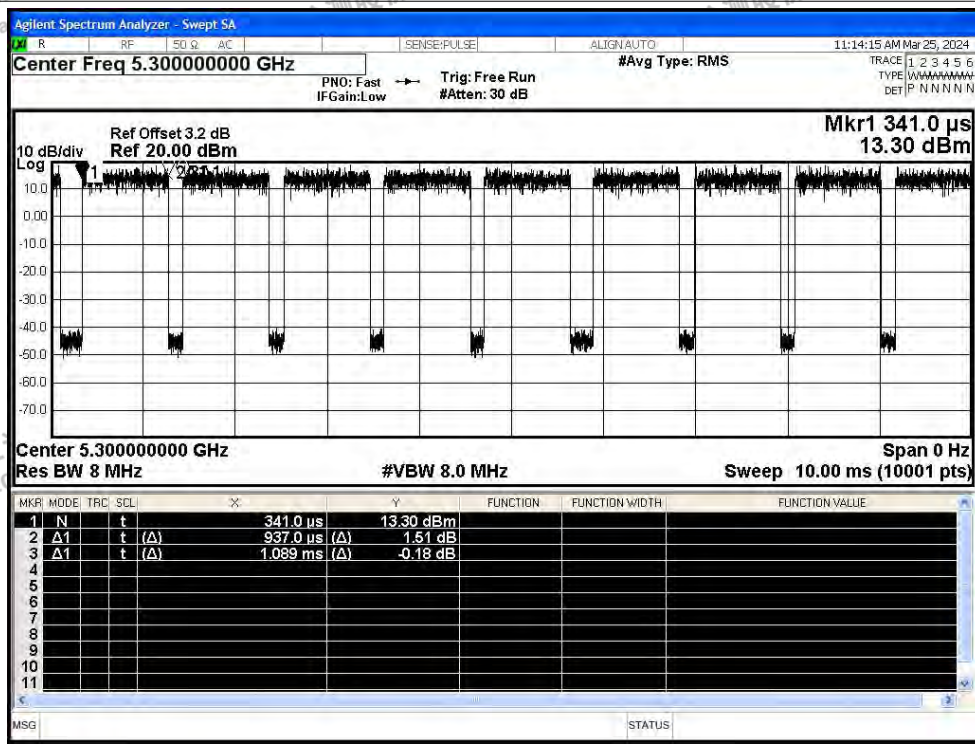 Agilent Spectrum Analyzer - Swept SA
R RF 50 Ω AC SENSE:PULSE ALIGN AUTO 11:14:15 AM Mar 25, 2024
Center Freq 5.300000000 GHz #Avg Type: RMS TRACE 1 2 3 4 5 6
PNO: Fast Trig: Free Run TYPE
IFGain:Low #Atten: 30 dB DET P N N N N N
Mkr1 341.0 µs
13.30 dBm
Ref Offset 3.2 dB
10 dB/div Ref 20.00 dBm
Log
10.0
0.00
-10.0
-20.0
-30.0
-40.0
-50.0
-60.0
-70.0
Center 5.300000000 GHz Span 0 Hz
Res BW 8 MHz #VBW 8.0 MHz Sweep 10.00 ms (10001 pts)
MKR MODE TRC SCL X Y FUNCTION FUNCTION WIDTH FUNCTION VALUE
1 N t 341.0 µs 13.30 dBm
2 Δ1 t (Δ) 937.0 µs (Δ) 1.51 dB
3 Δ1 t (Δ) 1.089 ms (Δ) -0.18 dB
4
5
6
7
8
9
10
11
MSG STATUS